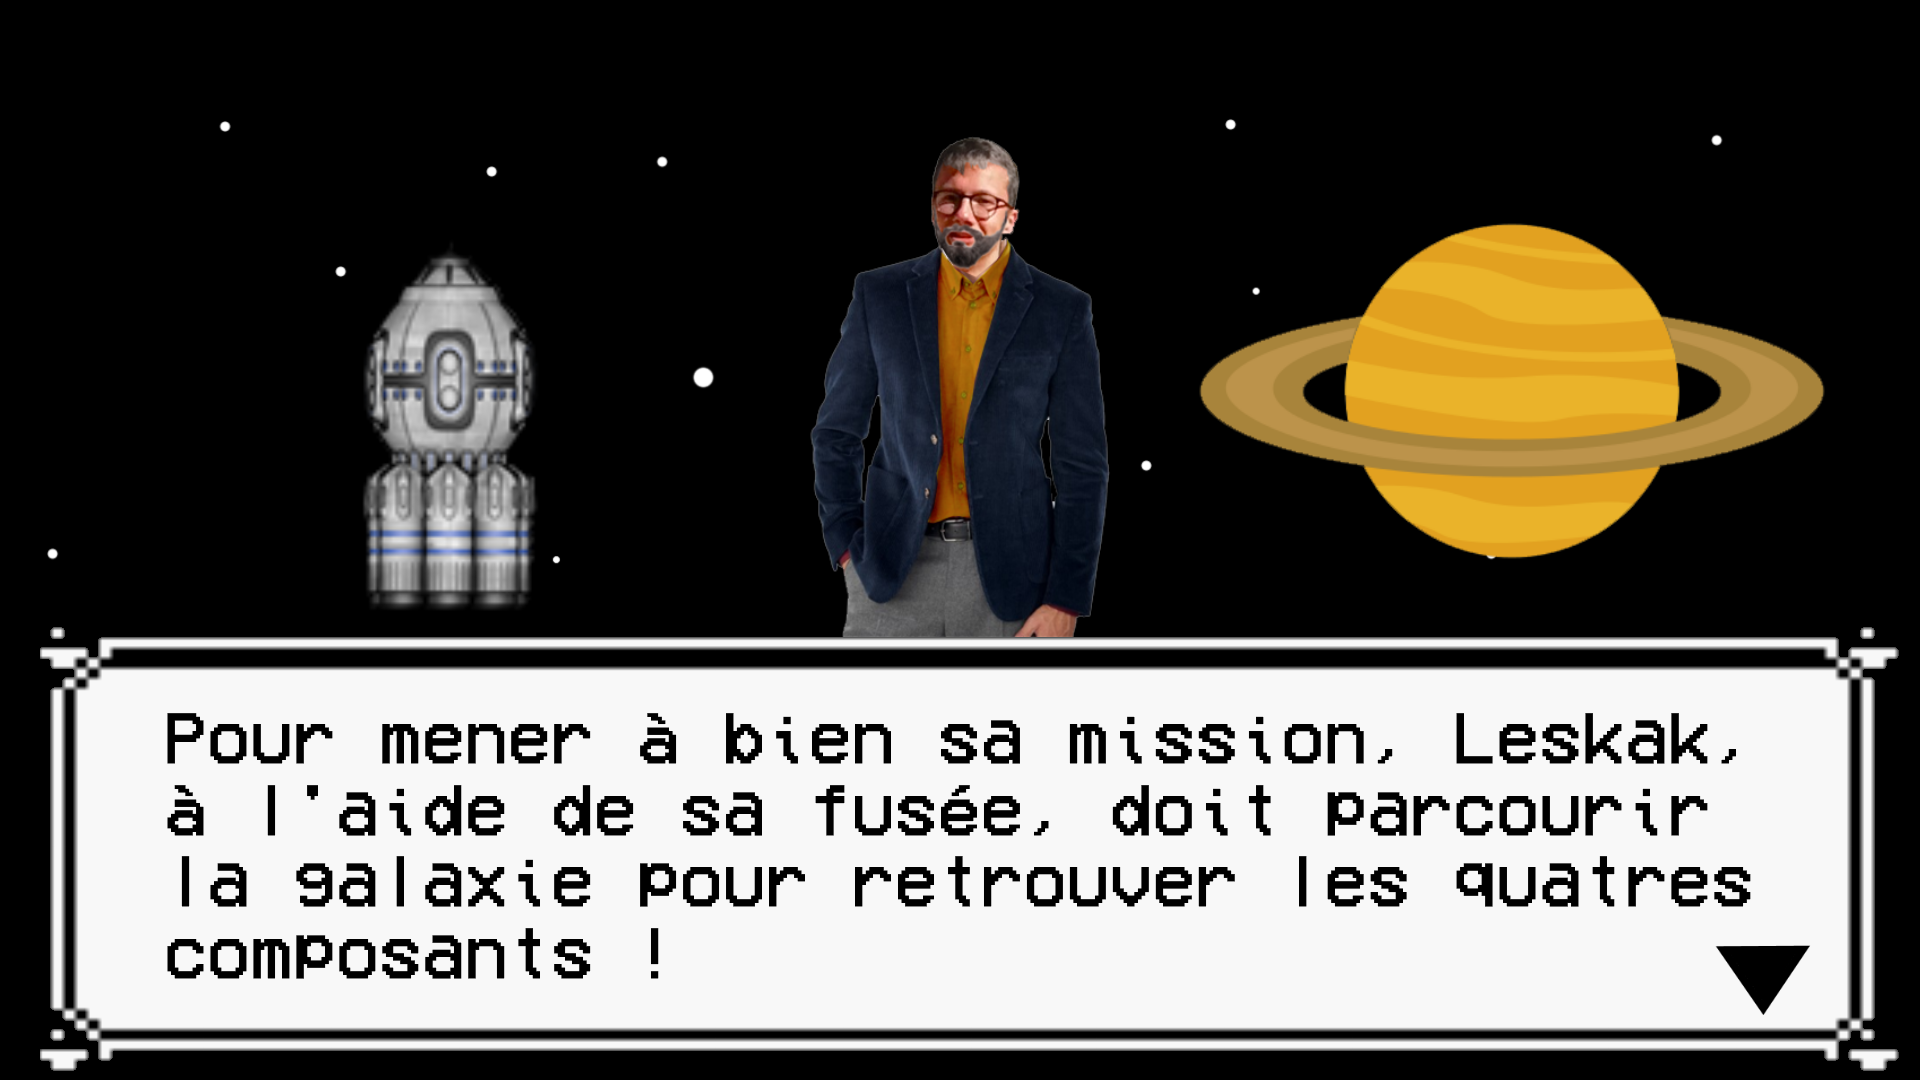 Pour mener à bien sa mission, Leskak,
à l'aide de sa fusée, doit parcourir
la galaxie pour retrouver les quatres
composants !